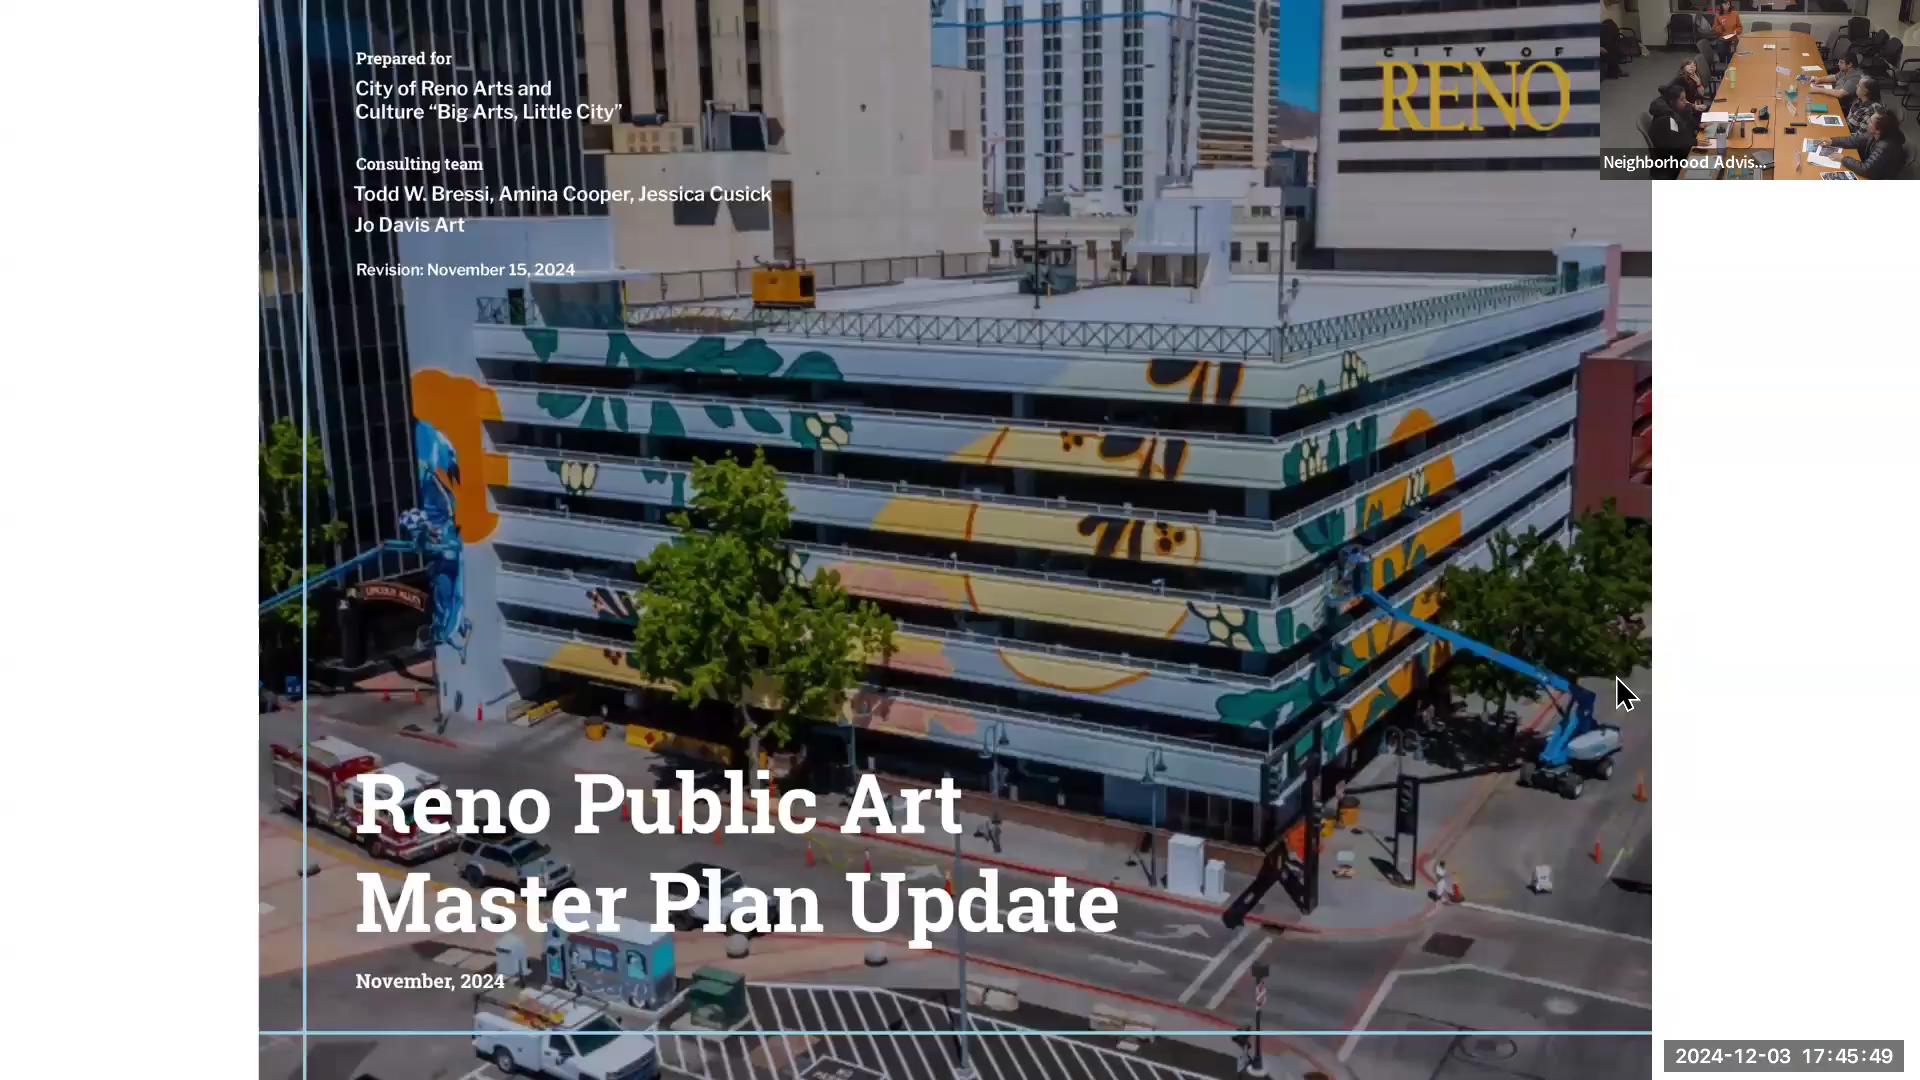 Prepared for
City of Reno Arts and
Culture “Big Arts, Little City”
Consulting team
Todd W. Bressi, Amina Cooper, Jessica Cusick
Jo Davis Art
Revision: November 15, 2024
CITY OF
RENO
Neighborhood Advis...
LINCOLN ALLEY
Reno Public Art
Master Plan Update
November, 2024
2024-12-03 17:45:49